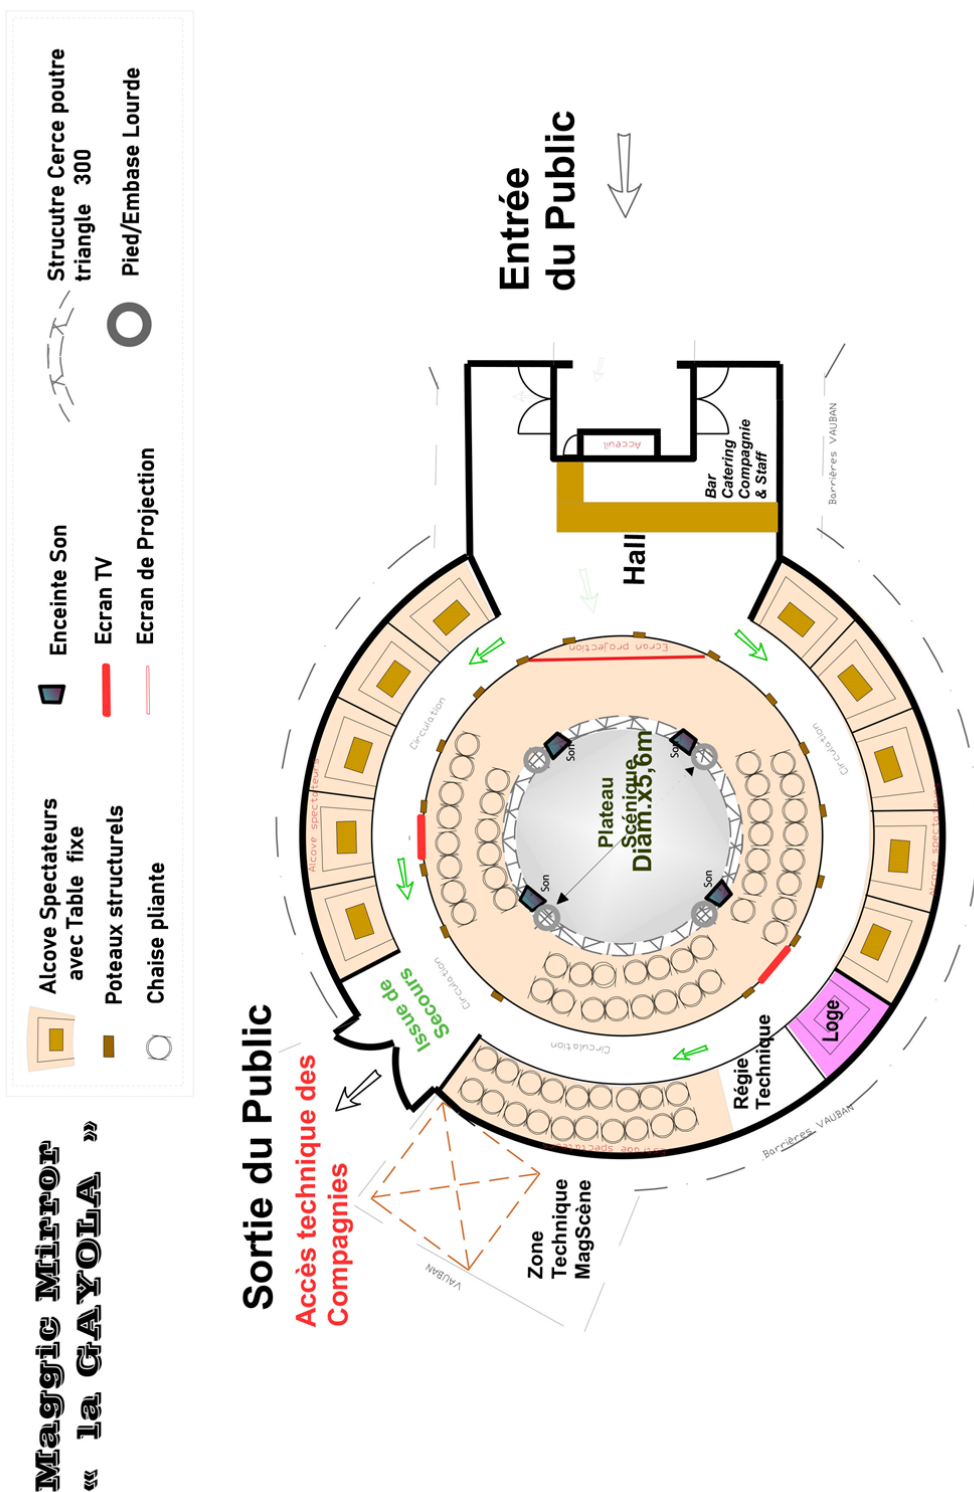 Maggic Mirror
« la GAYOLA »
Alcove Spectateurs
avec Table fixe
Poteaux structurels
Chaise pliante
Enceinte Son
Ecran TV
Ecran de Projection
Strucutre Cerce poutre
triangle 300
Pied/Embase Lourde
Entrée
du Public
Barrières VAUBAN
Acceuil
Bar
Catering
Compagnie
& Staff
Hall
Ecran projection
Circulation
Circulation
Alcove spectateurs
Alcove spectateurs
Son
Son
Plateau
Scénique
Diam.x5,6m
Son
Son
Issue de
Secours
Circulation
Circulation
Loge
Régie
Technique
Barrières VAUBAN
Sortie du Public
Accès technique des
Compagnies
VAUBAN
Zone
Technique
MagScène